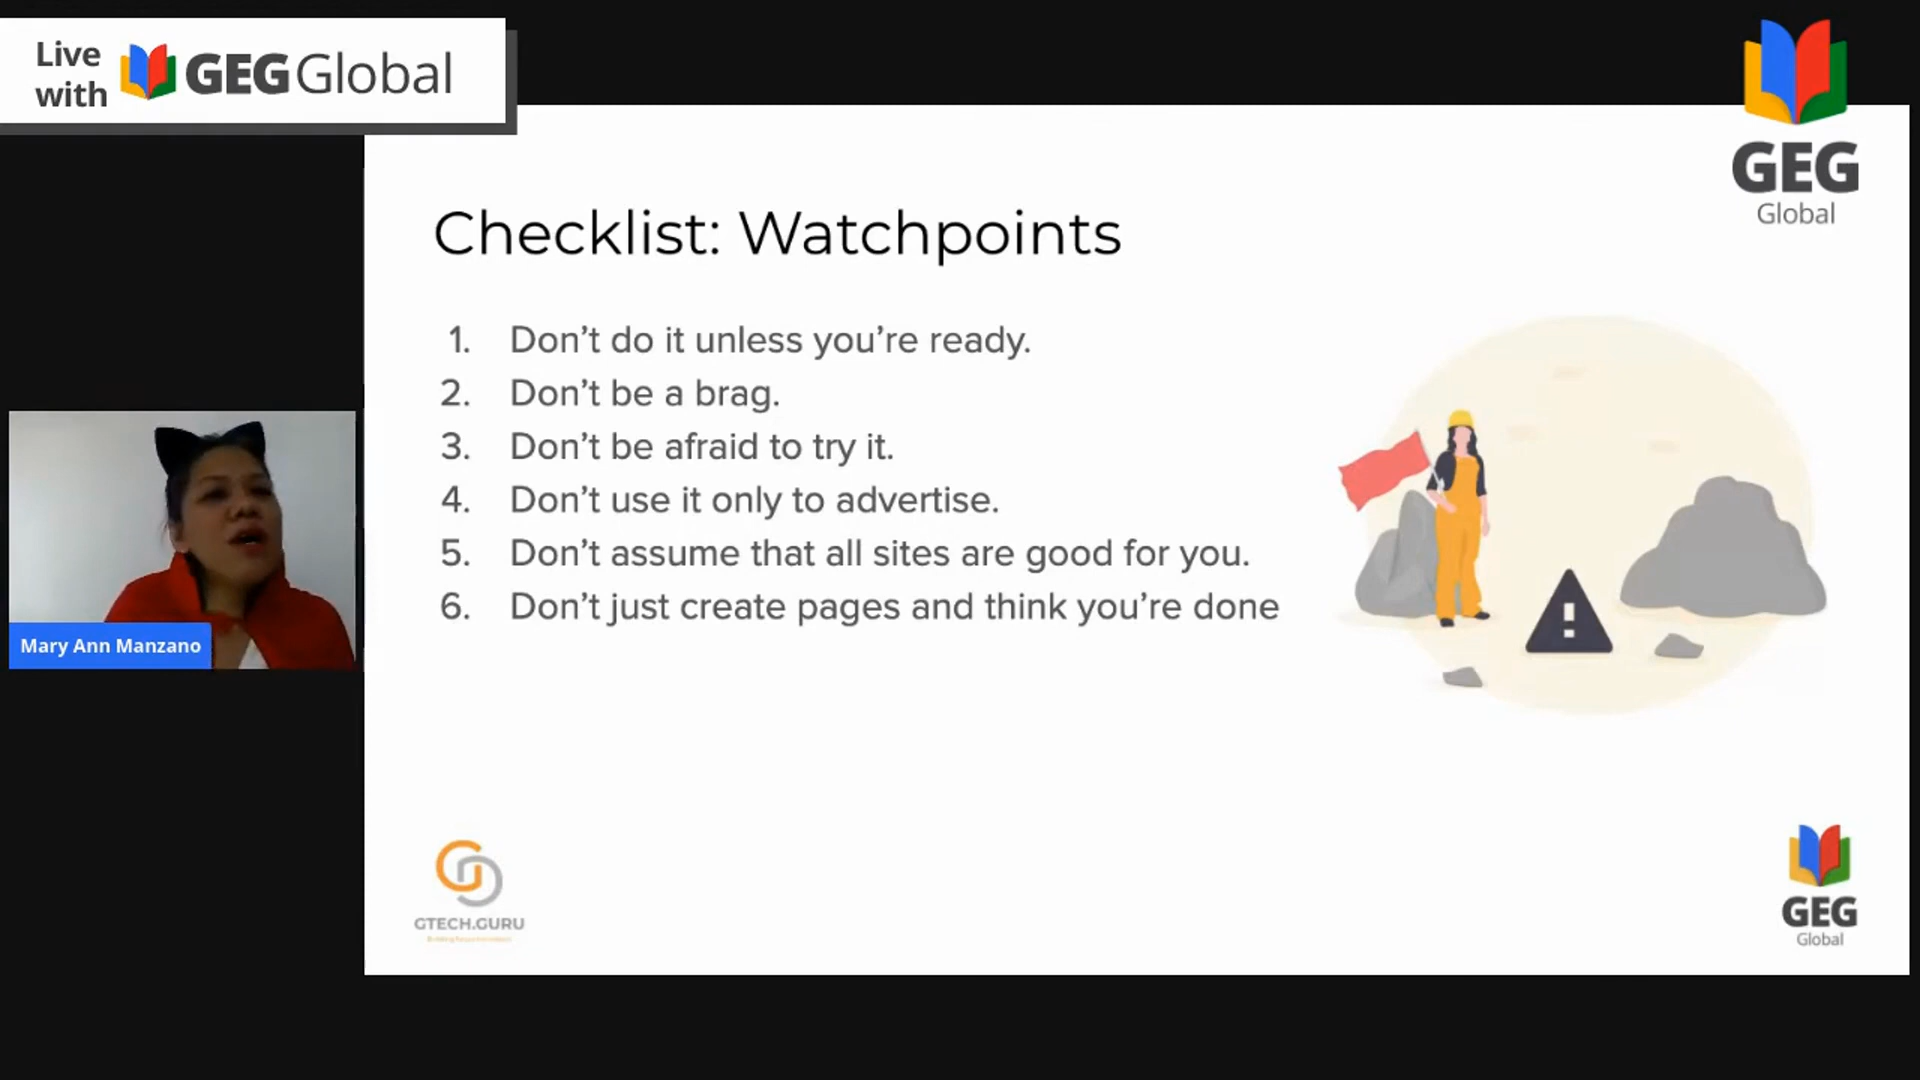 Live
with
GEG Global
GEG
Global
Checklist: Watchpoints
1. Don't do it unless you're ready.
2. Don't be a brag.
3. Don't be afraid to try it.
4. Don't use it only to advertise.
5. Don't assume that all sites are good for you.
6. Don't just create pages and think you're done
Mary Ann Manzano
GTECH.GURU
GEG
Global